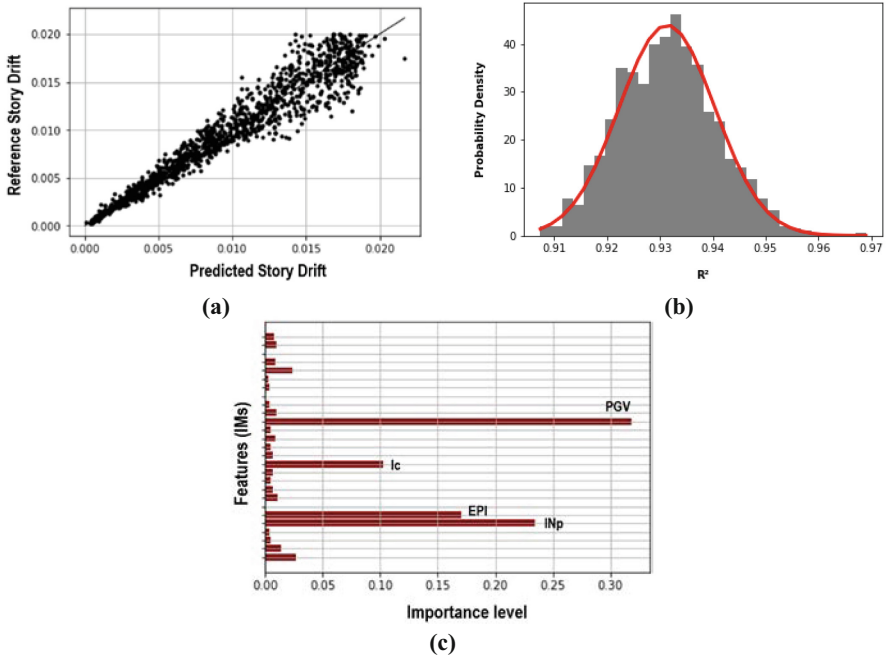 Reference Story Drift
0.020
0.015
0.010
0.005
0.000
0.000 0.005 0.010 0.015 0.020
Predicted Story Drift
(a)
Probability Density
40
30
20
10
0
0.91 0.92 0.93 0.94 0.95 0.96 0.97
R²
(b)
Features (IMs)
PGV
Ic
EPI
INp
0.00 0.05 0.10 0.15 0.20 0.25 0.30
Importance level
(c)